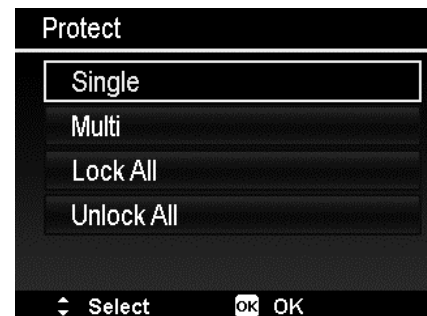 Protect
Single
Multi
Lock All
Unlock All
Select OK OK